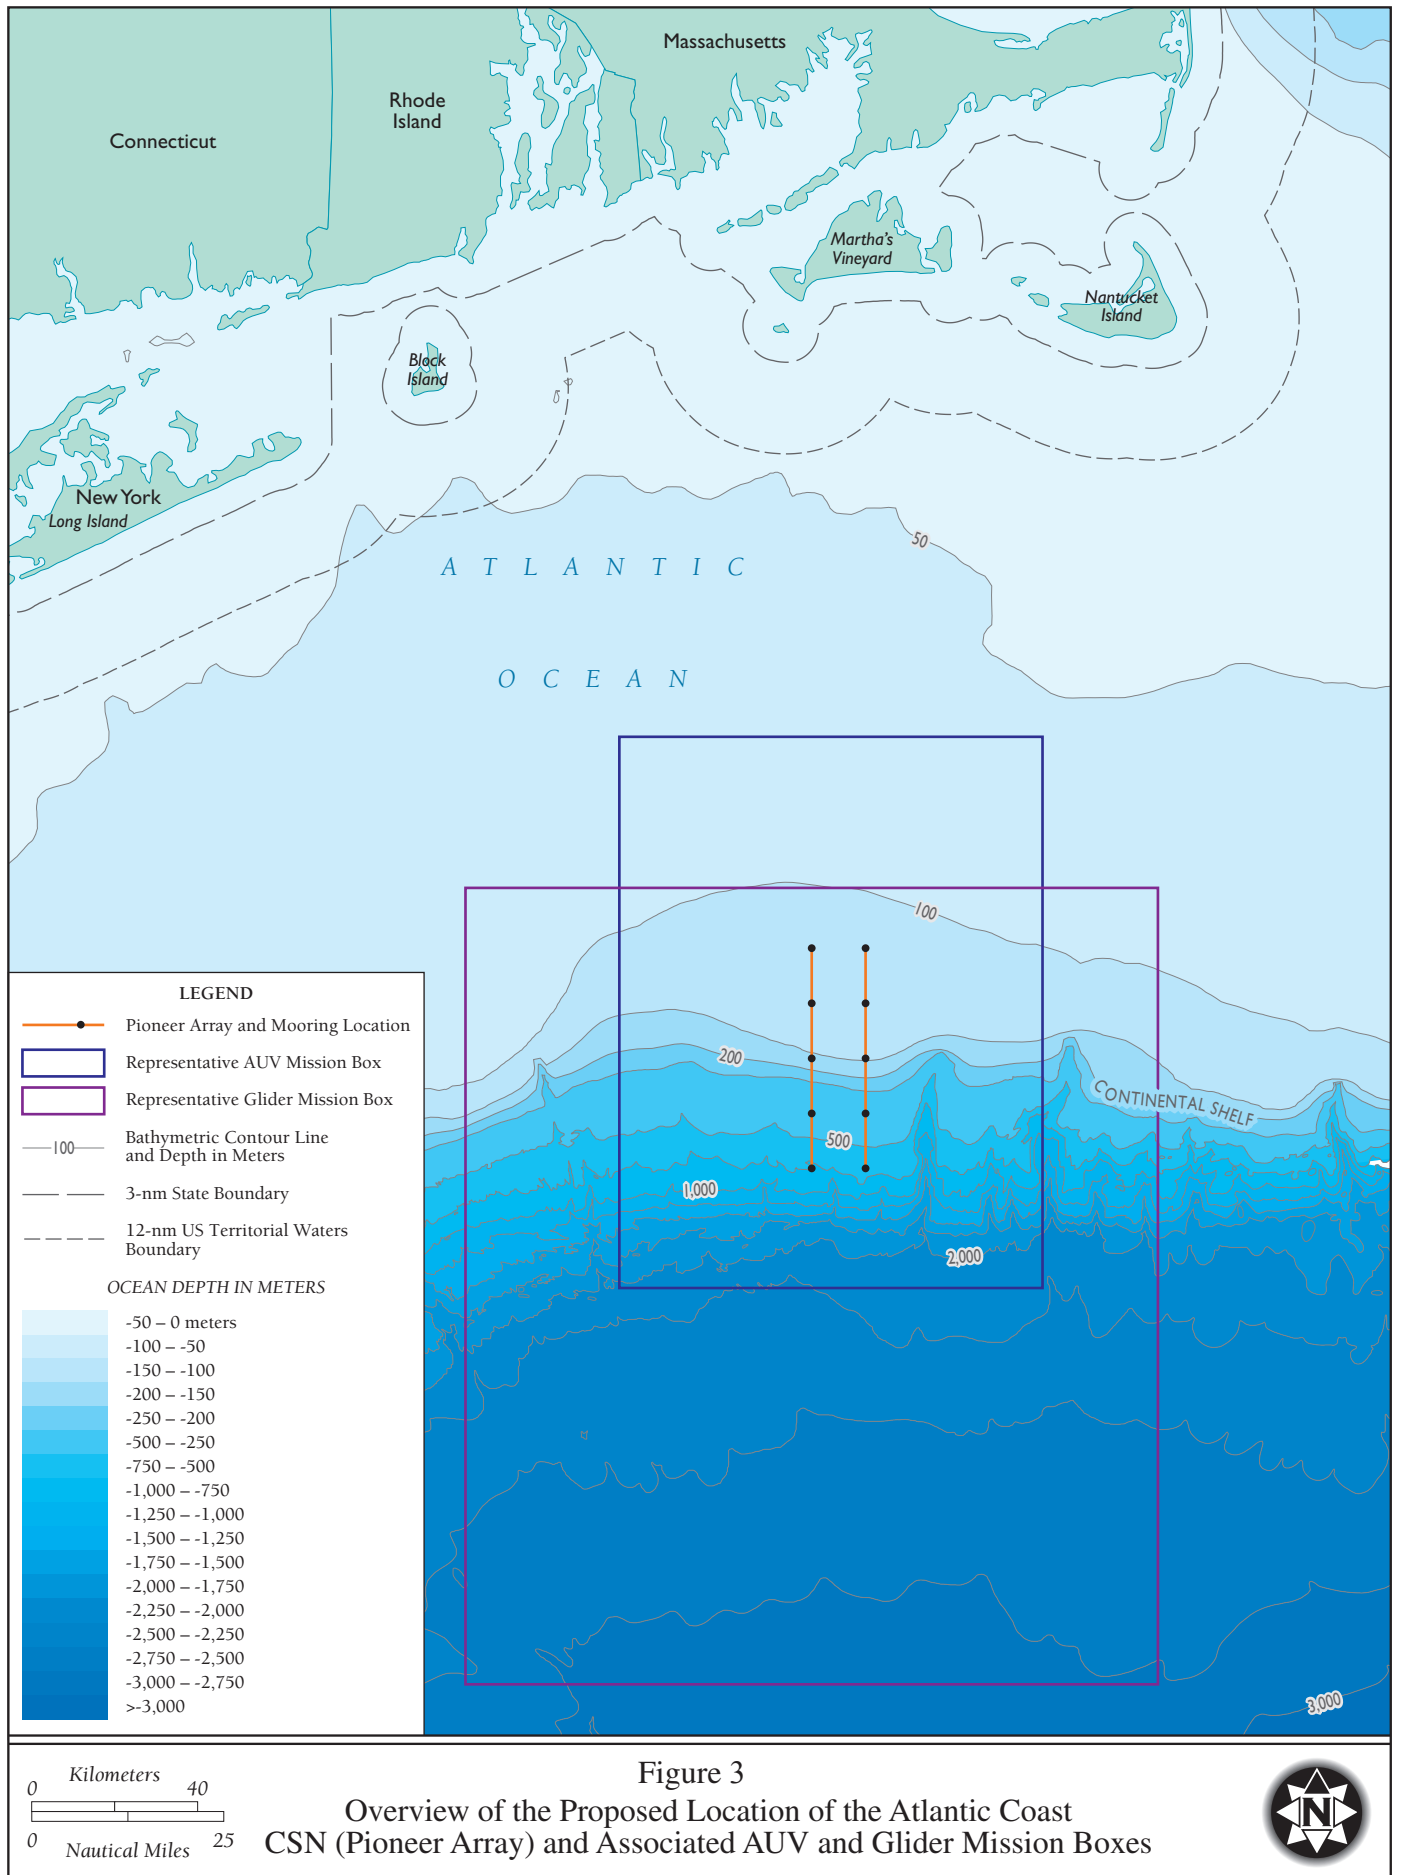 Massachusetts
Rhode
Island
Connecticut
Martha's
Vineyard
Nantucket
Island
Block
Island
New York
Long Island
50
ATLANTIC
OCEAN
100
200
CONTINENTAL SHELF
500
1,000
2,000
3,000
LEGEND
Pioneer Array and Mooring Location
Representative AUV Mission Box
Representative Glider Mission Box
100
Bathymetric Contour Line
and Depth in Meters
3-nm State Boundary
12-nm US Territorial Waters
Boundary
OCEAN DEPTH IN METERS
-50 – 0 meters
-100 – -50
-150 – -100
-200 – -150
-250 – -200
-500 – -250
-750 – -500
-1,000 – -750
-1,250 – -1,000
-1,500 – -1,250
-1,750 – -1,500
-2,000 – -1,750
-2,250 – -2,000
-2,500 – -2,250
-2,750 – -2,500
-3,000 – -2,750
>-3,000
Kilometers
0 40
0 25
Nautical Miles
Figure 3
Overview of the Proposed Location of the Atlantic Coast
CSN (Pioneer Array) and Associated AUV and Glider Mission Boxes
N